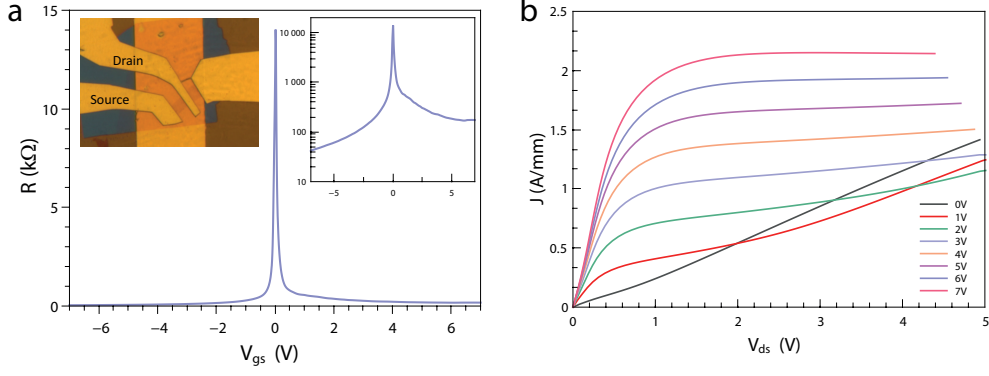 a
R (kΩ)
15
10
5
0
−6
−4
−2
0
2
4
6
V_gs (V)
Drain
Source
10 000
1 000
100
10
−5
0
5
b
J (A/mm)
2.5
2
1.5
1
0.5
0
0
1
2
3
4
5
V_ds (V)
0V
1V
2V
3V
4V
5V
6V
7V